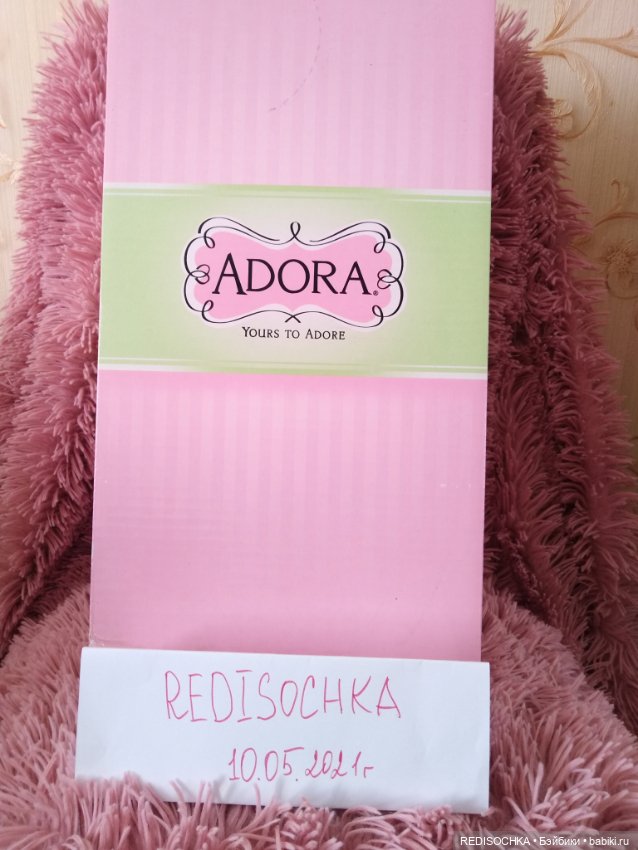 ADORA®
YOURS TO ADORE
REDISOCHKA
10.05.2021г
REDISOCHKA • Бэйбики • babiki.ru